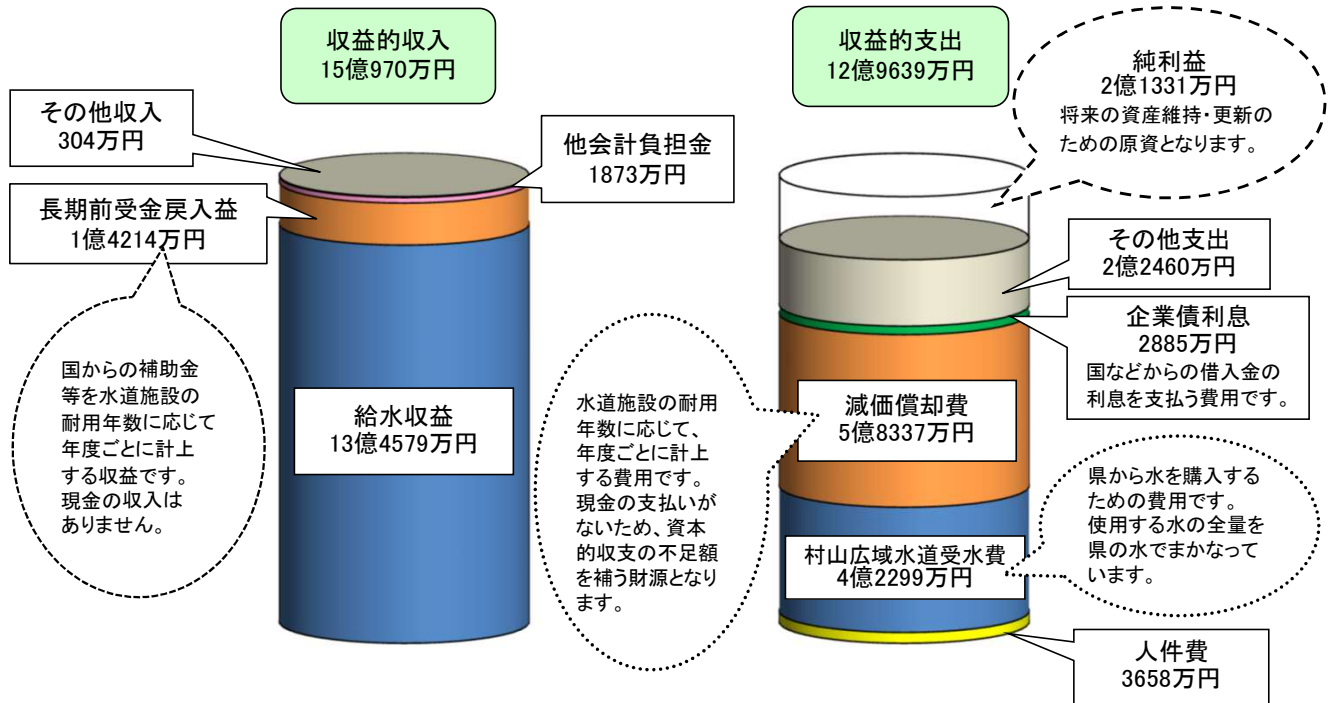 収益的収入
15億970万円
その他収入
304万円
他会計負担金
1873万円
長期前受金戻入益
1億4214万円
国からの補助金
等を水道施設の
耐用年数に応じて
年度ごとに計上
する収益です。
現金の収入は
ありません。
給水収益
13億4579万円
収益的支出
12億9639万円
純利益
2億1331万円
将来の資産維持・更新の
ための原資となります。
その他支出
2億2460万円
企業債利息
2885万円
国などからの借入金の
利息を支払う費用です。
減価償却費
5億8337万円
水道施設の耐用
年数に応じて、
年度ごとに計上
する費用です。
現金の支払いが
ないため、資本
的収支の不足額
を補う財源となり
ます。
村山広域水道受水費
4億2299万円
県から水を購入する
ための費用です。
使用する水の全量を
県の水でまかなって
います。
人件費
3658万円